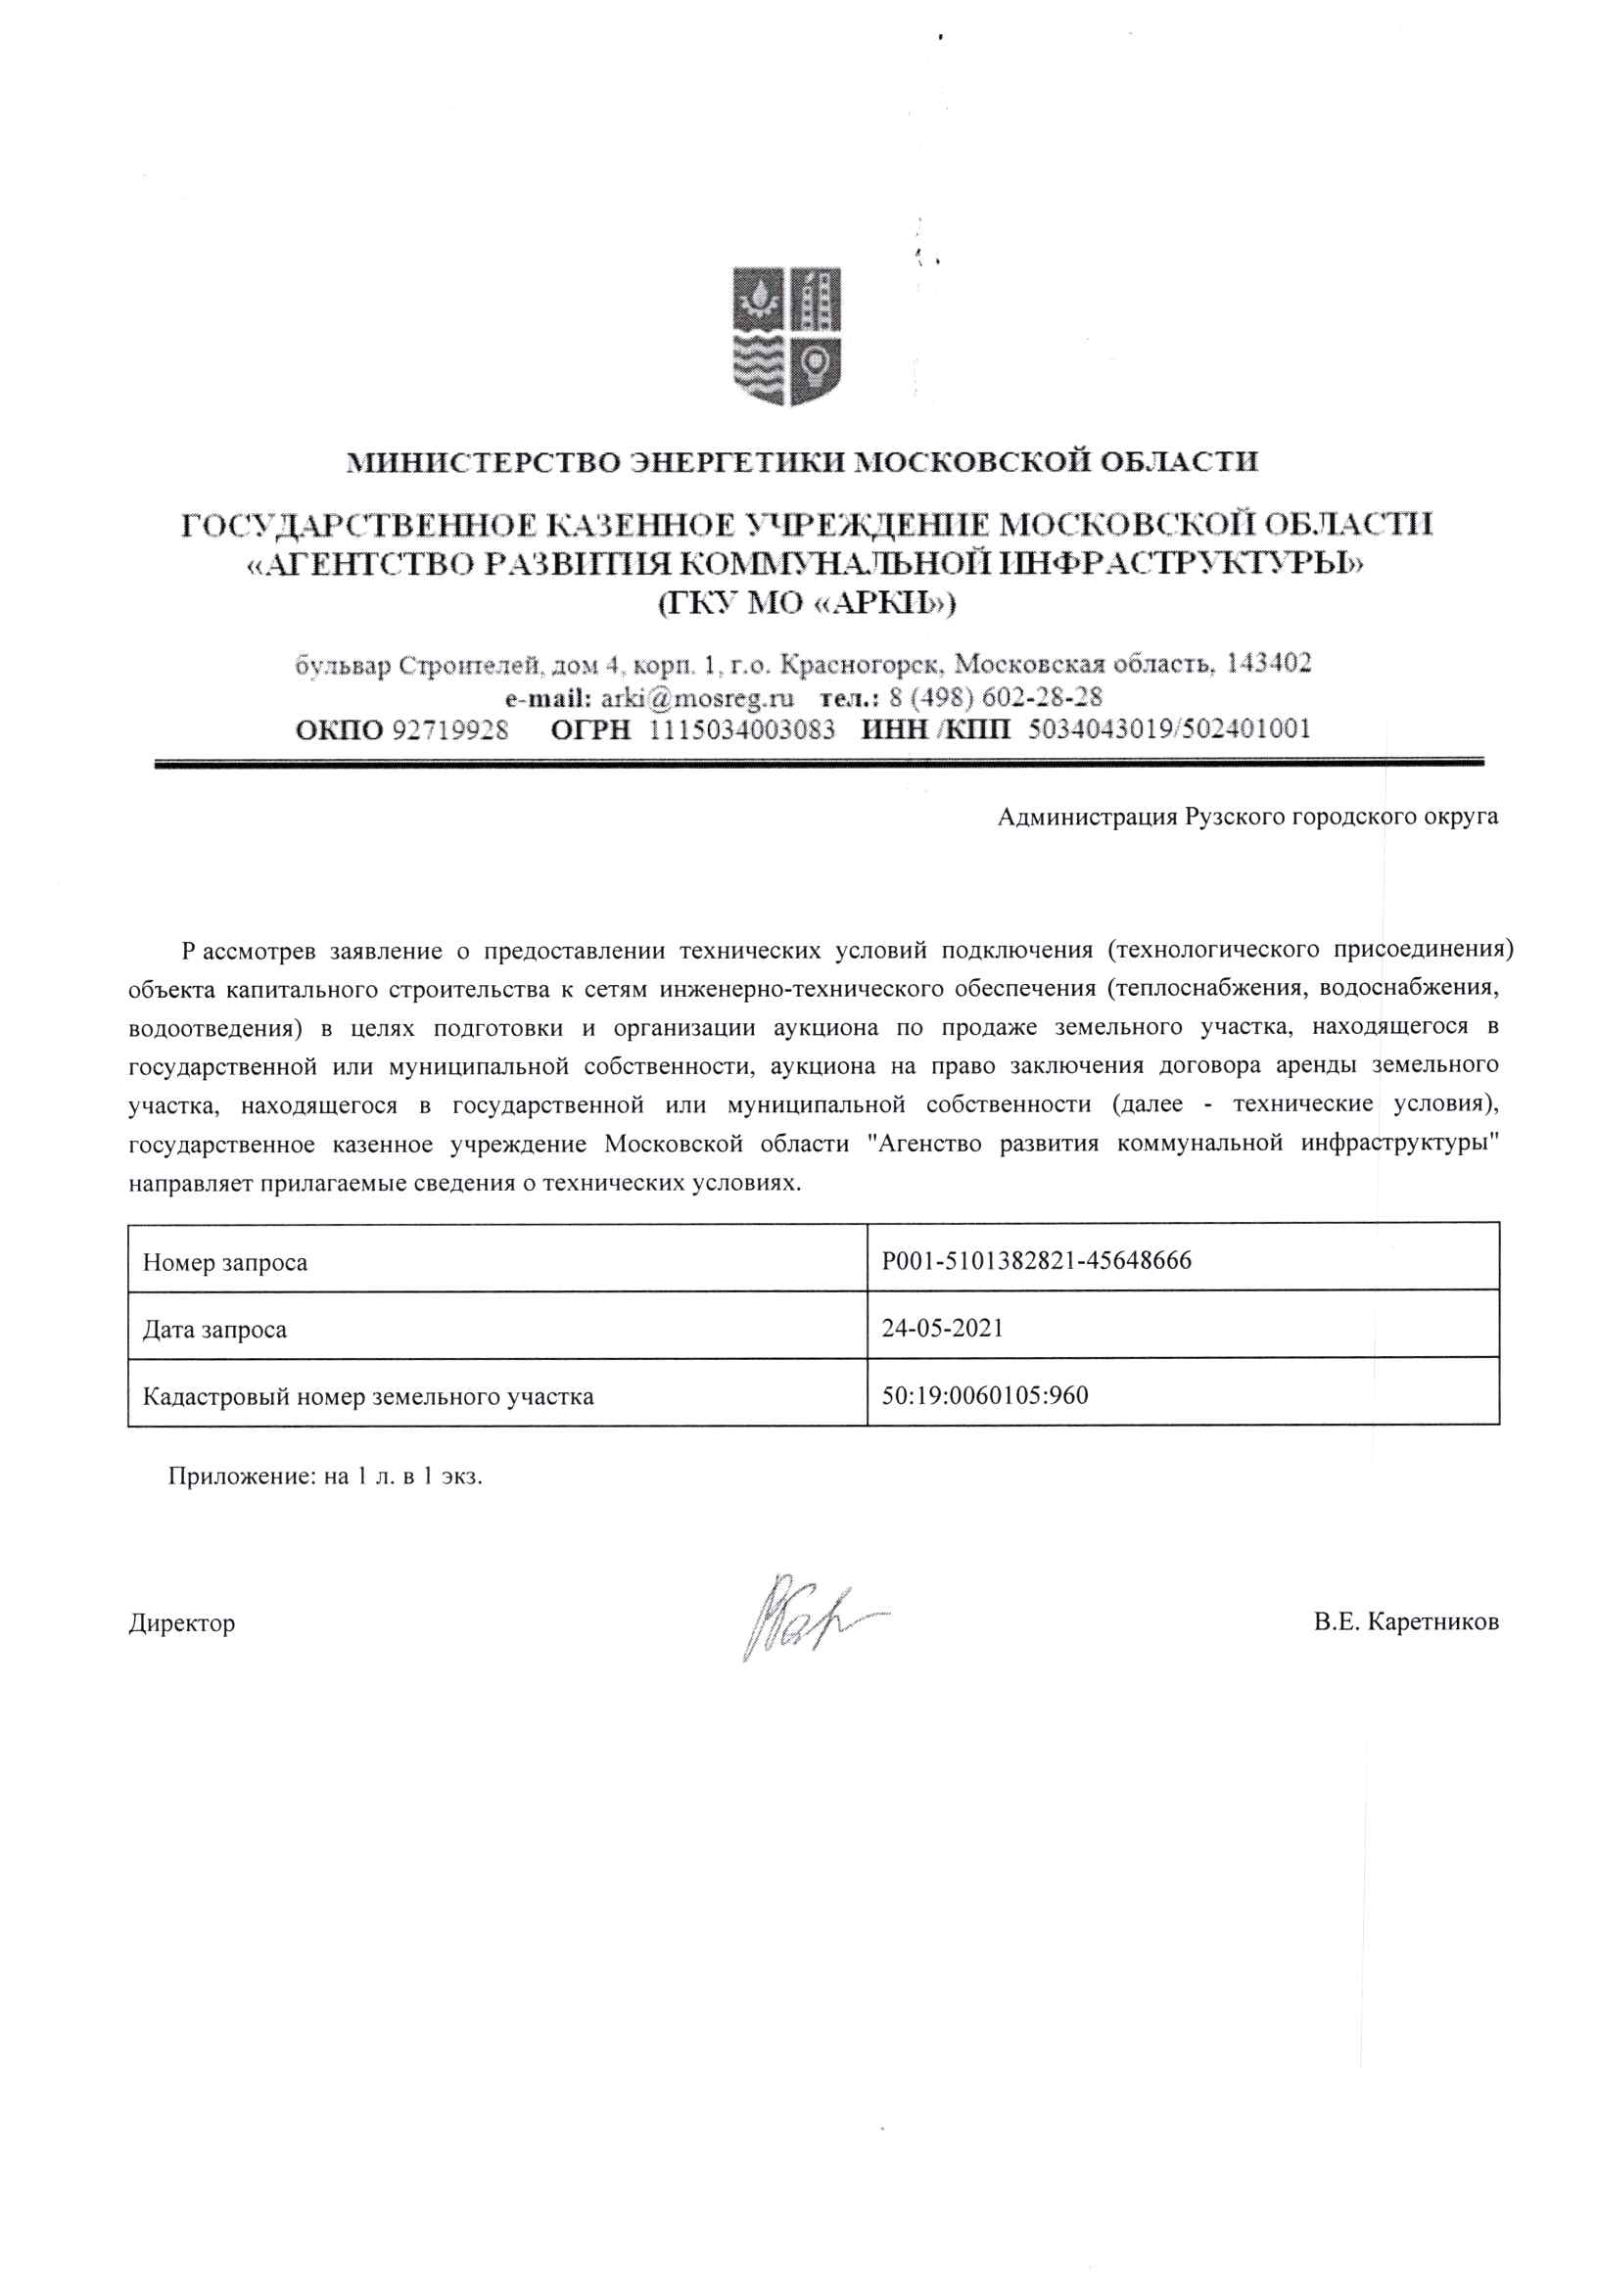 МИНИСТЕРСТВО ЭНЕРГЕТИКИ МОСКОВСКОЙ ОБЛАСТИ
ГОСУДАРСТВЕННОЕ КАЗЕННОЕ УЧРЕЖДЕНИЕ МОСКОВСКОЙ ОБЛАСТИ
«АГЕНТСТВО РАЗВИТИЯ КОММУНАЛЬНОЙ ИНФРАСТРУКТУРЫ»
(ГКУ МО «АРКИ»)
бульвар Строителей, дом 4, корп. 1, г.о. Красногорск, Московская область, 143402
e-mail: arki@mosreg.ru тел.: 8 (498) 602-28-28
ОКПО 92719928 ОГРН 1115034003083 ИНН /КПП 5034043019/502401001
Администрация Рузского городского округа
Р ассмотрев заявление о предоставлении технических условий подключения (технологического присоединения)
объекта капитального строительства к сетям инженерно-технического обеспечения (теплоснабжения, водоснабжения,
водоотведения) в целях подготовки и организации аукциона по продаже земельного участка, находящегося в
государственной или муниципальной собственности, аукциона на право заключения договора аренды земельного
участка, находящегося в государственной или муниципальной собственности (далее - технические условия),
государственное казенное учреждение Московской области "Агенство развития коммунальной инфраструктуры"
направляет прилагаемые сведения о технических условиях.
Номер запроса P001-5101382821-45648666
Дата запроса 24-05-2021
Кадастровый номер земельного участка 50:19:0060105:960
Приложение: на 1 л. в 1 экз.
Директор В.Е. Каретников